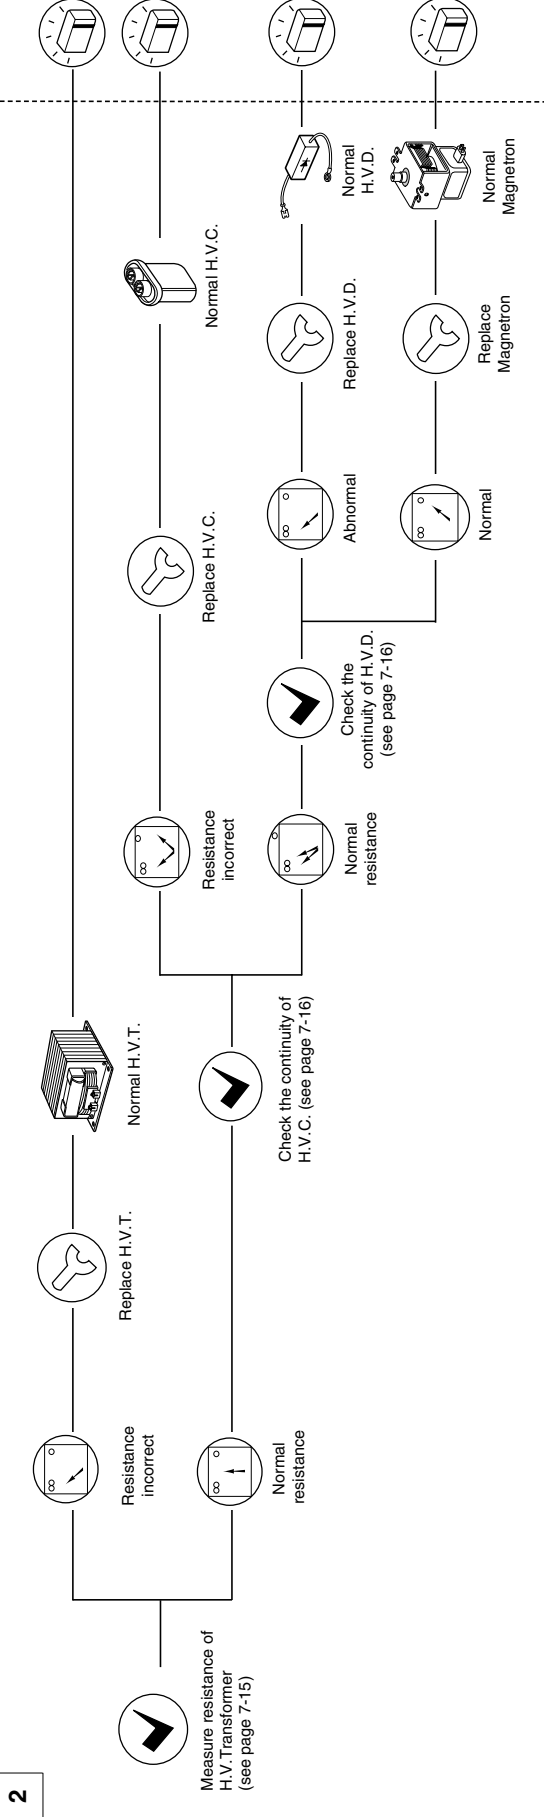 2
Measure resistance of
H.V.Transformer
(see page 7-15)
Resistance
incorrect
Replace H.V.T.
Normal H.V.T.
Normal
resistance
Check the continuity of
H.V.C. (see page 7-16)
Resistance
incorrect
Replace H.V.C.
Normal H.V.C.
Normal
resistance
Check the
continuity of H.V.D.
(see page 7-16)
Abnormal
Replace H.V.D.
Normal
H.V.D.
Normal
Replace
Magnetron
Normal
Magnetron